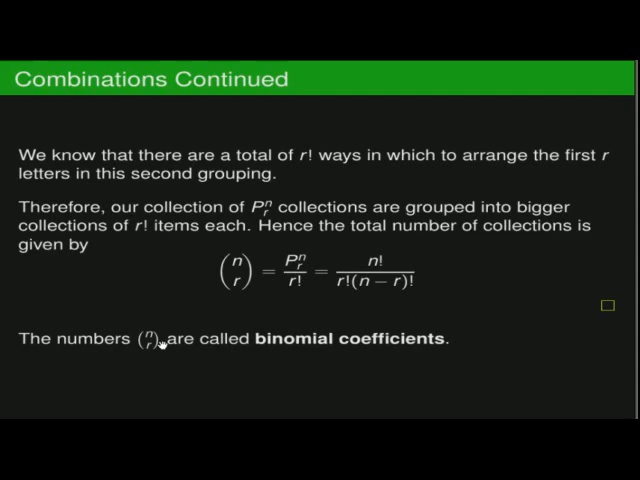 Combinations Continued
We know that there are a total of r! ways in which to arrange the first r
letters in this second grouping.
Therefore, our collection of P^n_r collections are grouped into bigger
collections of r! items each. Hence the total number of collections is
given by
(n r) = P^n_r / r! = n! / r!(n − r)!
The numbers (n r) are called binomial coefficients.